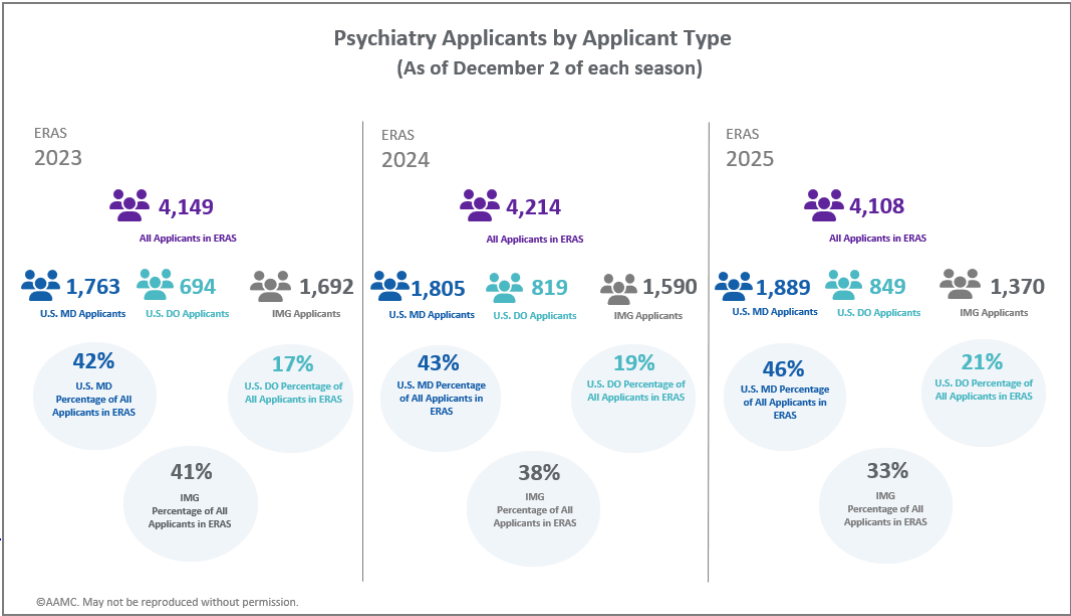 Psychiatry Applicants by Applicant Type
(As of December 2 of each season)
ERAS
2023
4,149
All Applicants in ERAS
1,763
U.S. MD Applicants
694
U.S. DO Applicants
1,692
IMG Applicants
42%
U.S. MD
Percentage of All
Applicants in ERAS
17%
U.S. DO Percentage of
All Applicants in ERAS
41%
IMG
Percentage of All
Applicants in ERAS
ERAS
2024
4,214
All Applicants in ERAS
1,805
U.S. MD Applicants
819
U.S. DO Applicants
1,590
IMG Applicants
43%
U.S. MD Percentage
of All Applicants in
ERAS
19%
U.S. DO Percentage of
All Applicants in ERAS
38%
IMG
Percentage of All
Applicants in ERAS
ERAS
2025
4,108
All Applicants in ERAS
1,889
U.S. MD Applicants
849
U.S. DO Applicants
1,370
IMG Applicants
46%
U.S. MD Percentage
of All Applicants in
ERAS
21%
U.S. DO Percentage of
All Applicants in ERAS
33%
IMG
Percentage of All
Applicants in ERAS
©AAMC. May not be reproduced without permission.